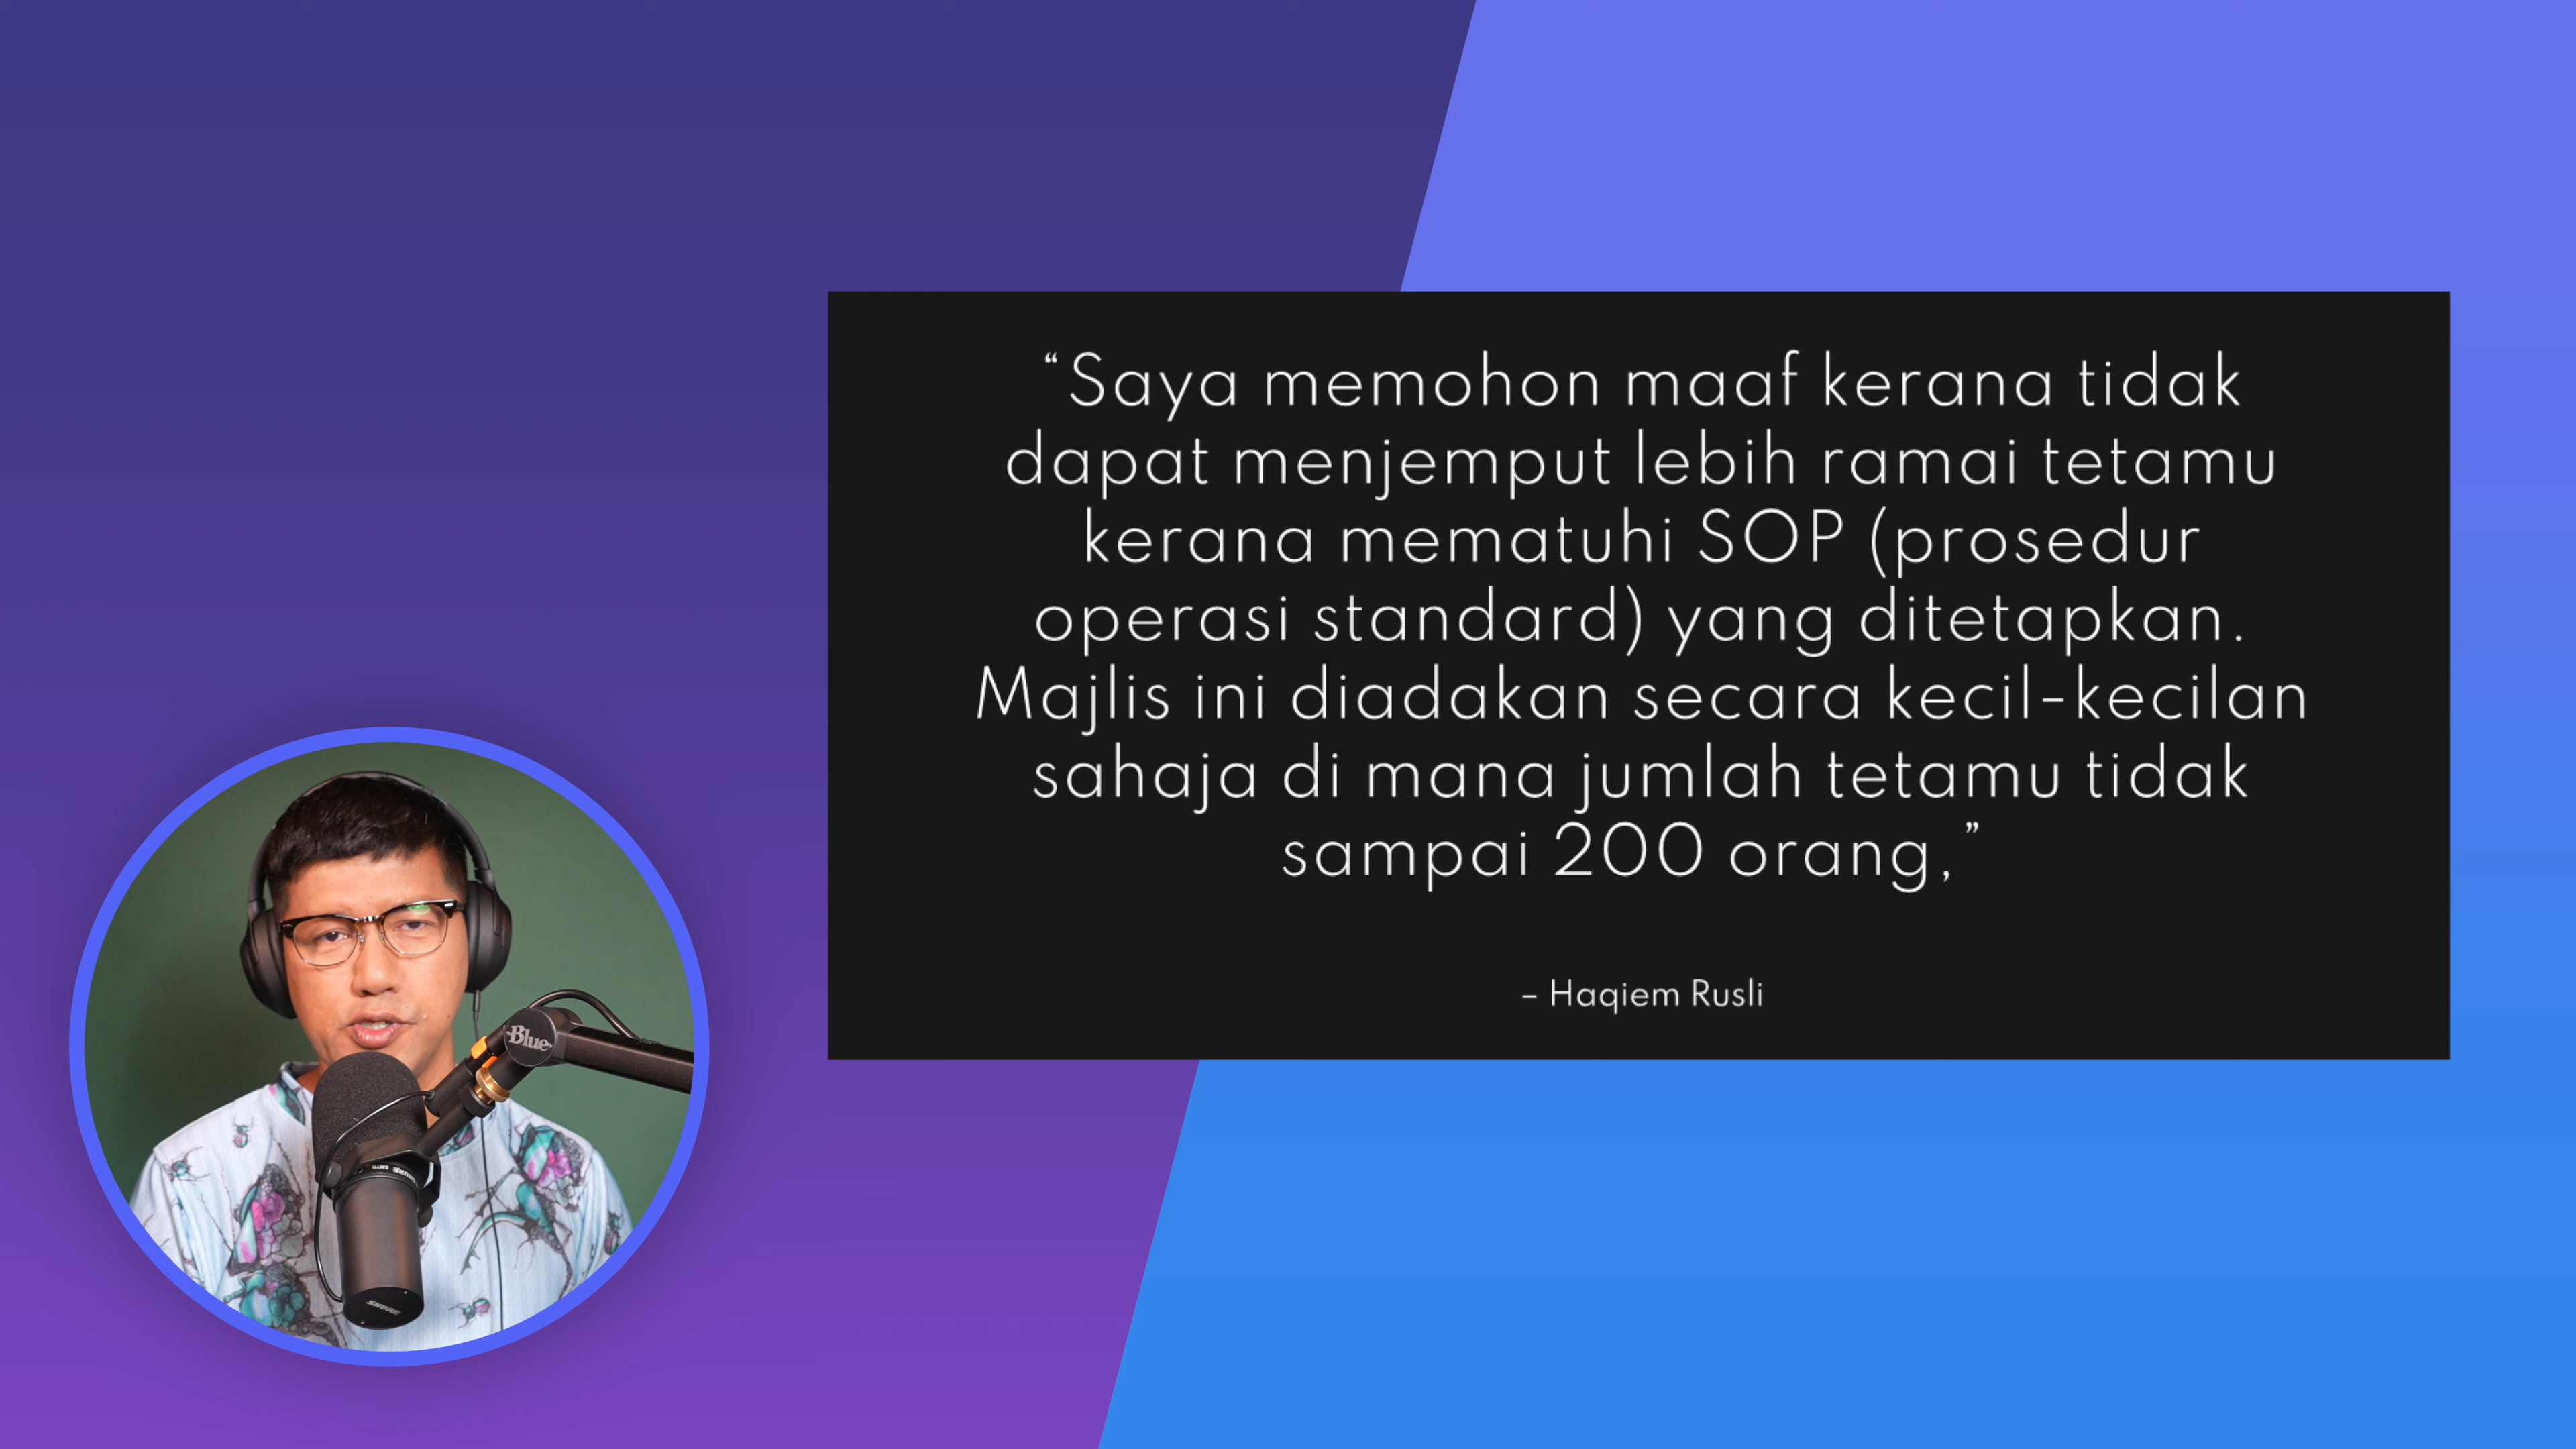 “Saya memohon maaf kerana tidak
dapat menjemput lebih ramai tetamu
kerana mematuhi SOP (prosedur
operasi standard) yang ditetapkan.
Majlis ini diadakan secara kecil-kecilan
sahaja di mana jumlah tetamu tidak
sampai 200 orang,”
– Haqiem Rusli
Blue
SHURE